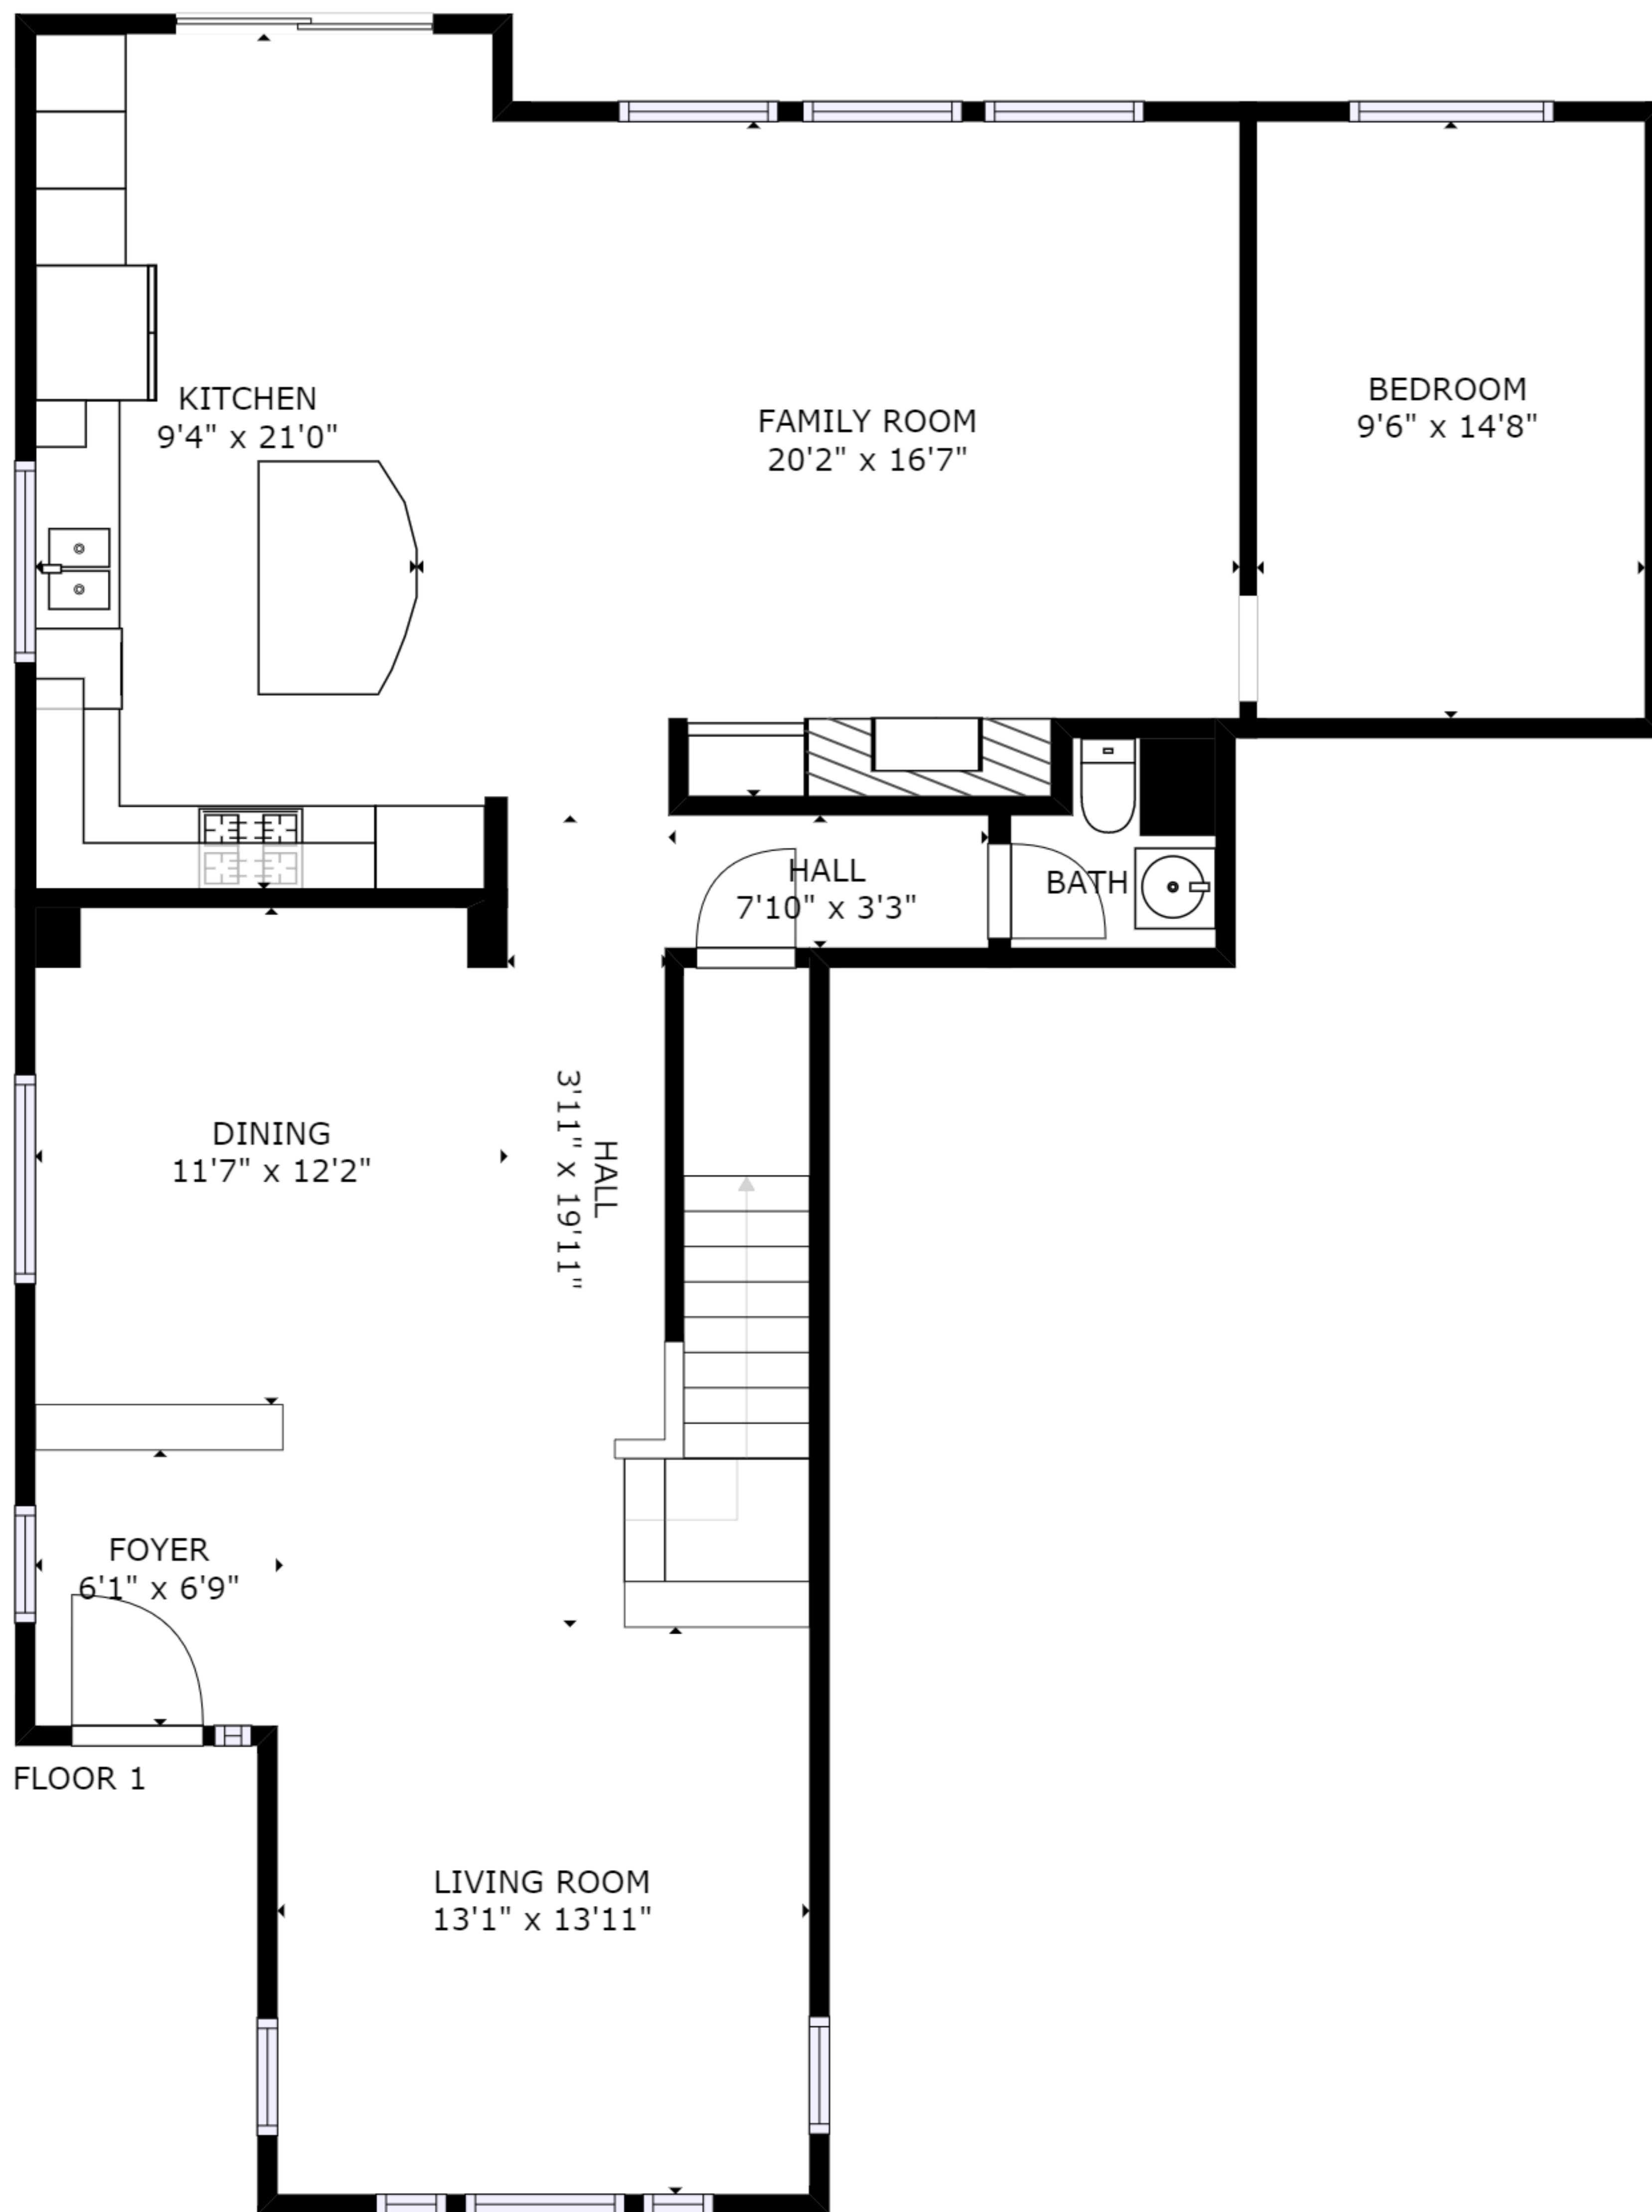 KITCHEN
9'4" x 21'0"
FAMILY ROOM
20'2" x 16'7"
BEDROOM
9'6" x 14'8"
HALL
7'10" x 3'3"
BATH
DINING
11'7" x 12'2"
HALL
3'11" x 19'11"
FOYER
6'1" x 6'9"
FLOOR 1
LIVING ROOM
13'1" x 13'11"